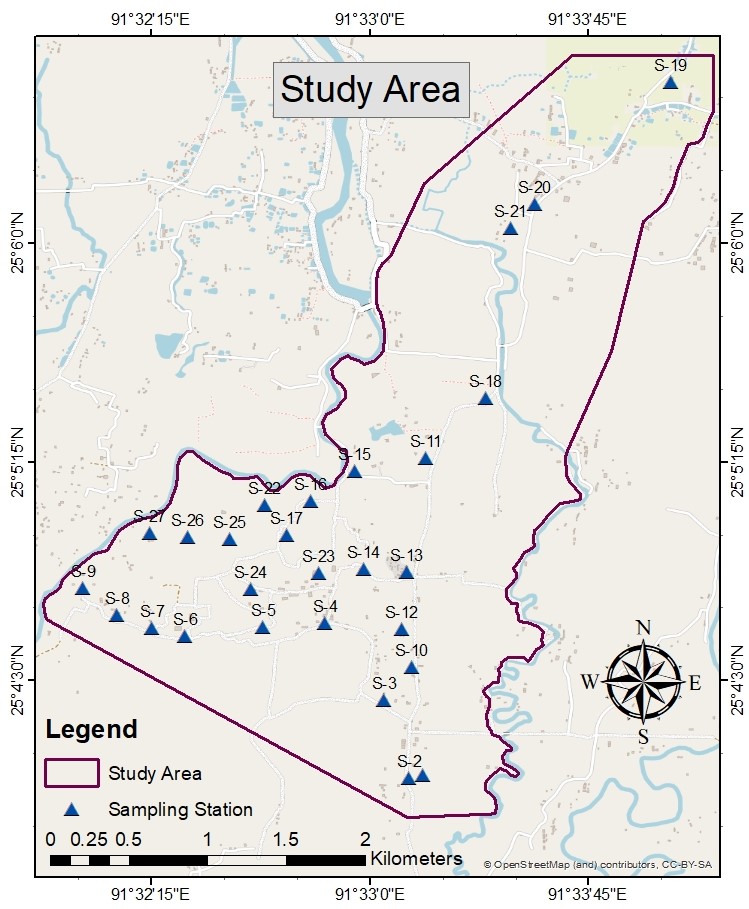 91°32'15"E 91°33'0"E 91°33'45"E
Study Area
S-19
S-20
S-21
25°6'0"N 25°6'0"N
S-18
S-11
S-15
25°5'15"N 25°5'15"N
S-16
S-22
S-17
S-27
S-26
S-25
S-23
S-14
S-13
S-9
S-24
S-8
S-7
S-6
S-5
S-4
S-12
S-10
S-3
25°4'30"N 25°4'30"N
N
W E
S
S-2
Legend
Study Area
Sampling Station
0 0.25 0.5 1 1.5 2
Kilometers
© OpenStreetMap (and) contributors, CC-BY-SA
91°32'15"E 91°33'0"E 91°33'45"E